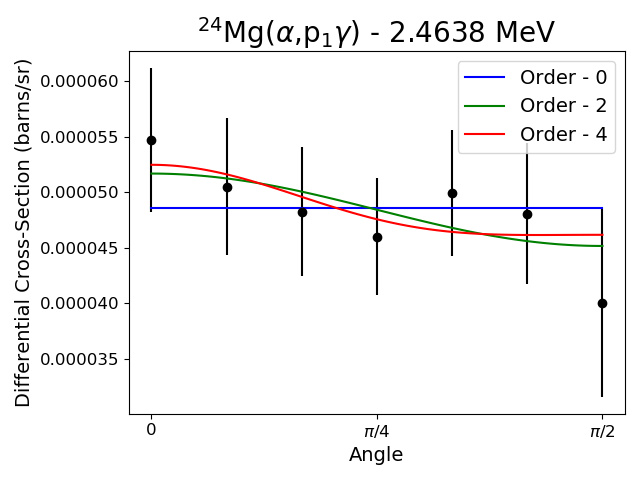 ²⁴Mg(α,p₁γ) - 2.4638 MeV
Order - 0
Order - 2
Order - 4
Differential Cross-Section (barns/sr)
0.000060
0.000055
0.000050
0.000045
0.000040
0.000035
0
π/4
π/2
Angle